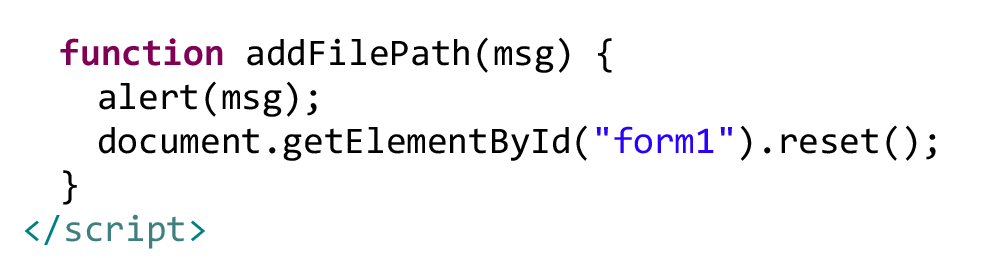 function addFilePath(msg) {
alert(msg);
document.getElementById("form1").reset();
}
</script>